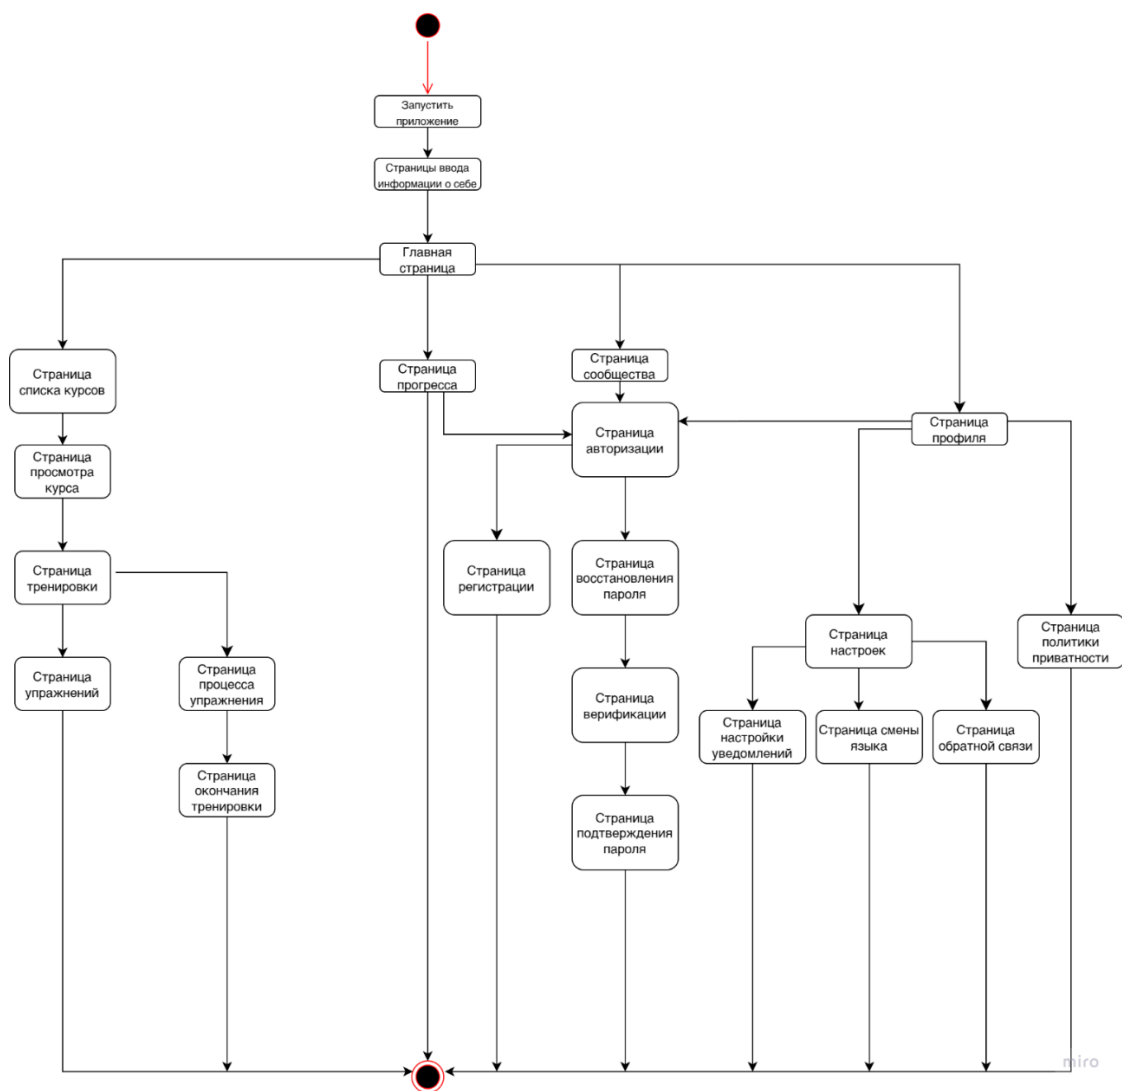 Запустить
приложение
Страницы ввода
информации о себе
Главная
страница
Страница
списка курсов
Страница
прогресса
Страница
сообщества
Страница
авторизации
Страница
профиля
Страница
просмотра
курса
Страница
тренировки
Страница
регистрации
Страница
восстановления
пароля
Страница
настроек
Страница
политики
приватности
Страница
упражнений
Страница
процесса
упражнения
Страница
верификации
Страница
настройки
уведомлений
Страница смены
языка
Страница
обратной связи
Страница
окончания
тренировки
Страница
подтверждения
пароля
miro